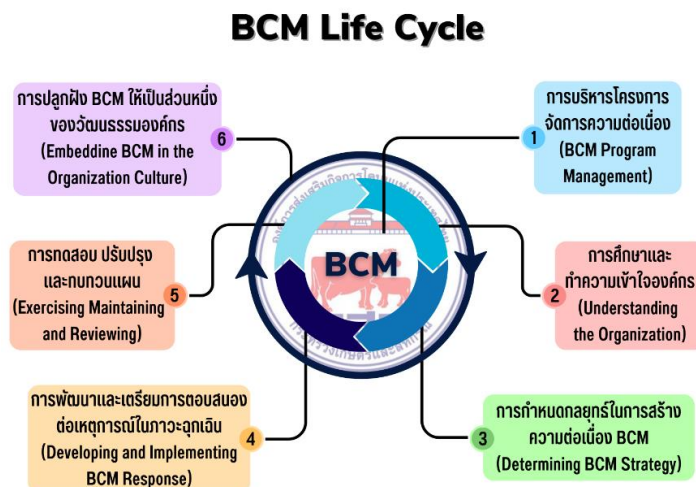 BCM Life Cycle
การบริหารโครงการ
จัดการความต่อเนื่อง
(BCM Program
Management)
1
การศึกษาและ
ทำความเข้าใจองค์กร
(Understanding
the Organization)
2
การกำหนดกลยุทธ์ในการสร้าง
ความต่อเนื่อง BCM
(Determining BCM Strategy)
3
การพัฒนาและเตรียมการตอบสนอง
ต่อเหตุการณ์ในภาวะฉุกเฉิน
(Developing and Implementing
BCM Response)
4
การทดสอบ ปรับปรุง
และทบทวนแผน
(Exercising Maintaining
and Reviewing)
5
การปลูกฝัง BCM ให้เป็นส่วนหนึ่ง
ของวัฒนธรรมองค์กร
(Embeddine BCM in the
Organization Culture)
6
BCM